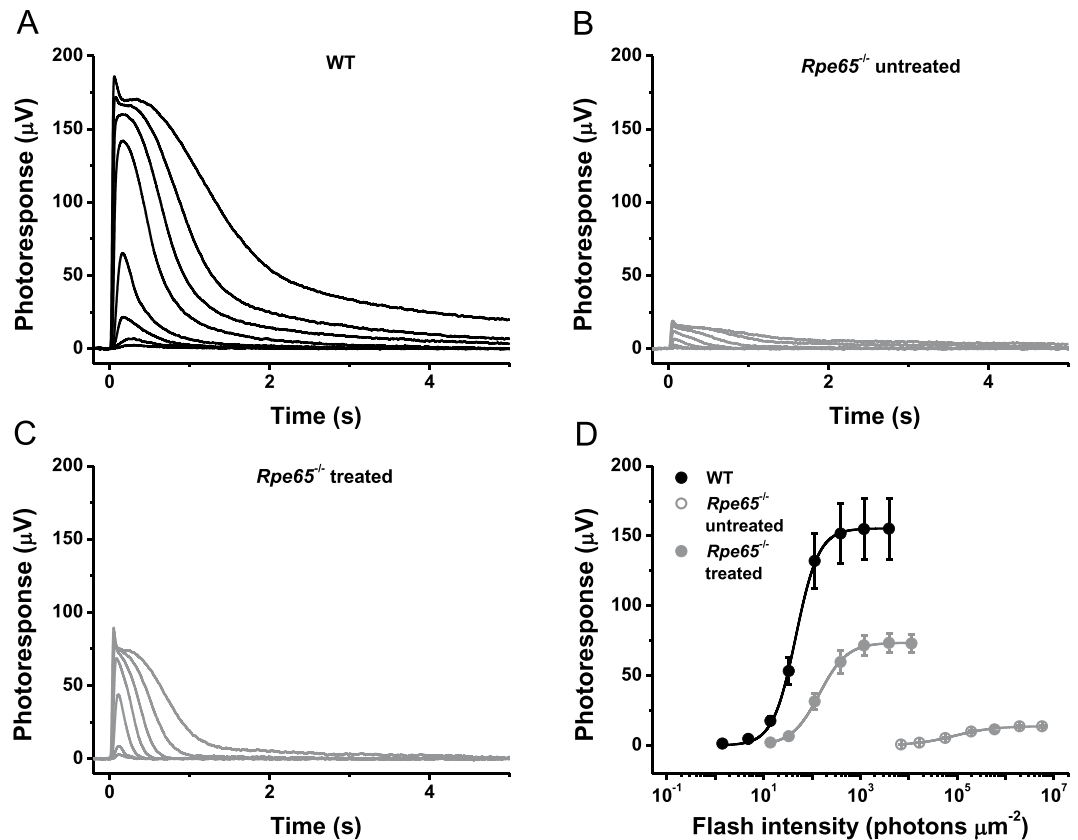 A
WT
200
150
100
50
0
Photoresponse (μV)
0 2 4
Time (s)
B
Rpe65-/- untreated
200
150
100
50
0
Photoresponse (μV)
0 2 4
Time (s)
C
Rpe65-/- treated
200
150
100
50
0
Photoresponse (μV)
0 2 4
Time (s)
D
WT
Rpe65-/-
untreated
Rpe65-/-
treated
200
150
100
50
0
Photoresponse (μV)
10-1 101 103 105 107
Flash intensity (photons μm-2)